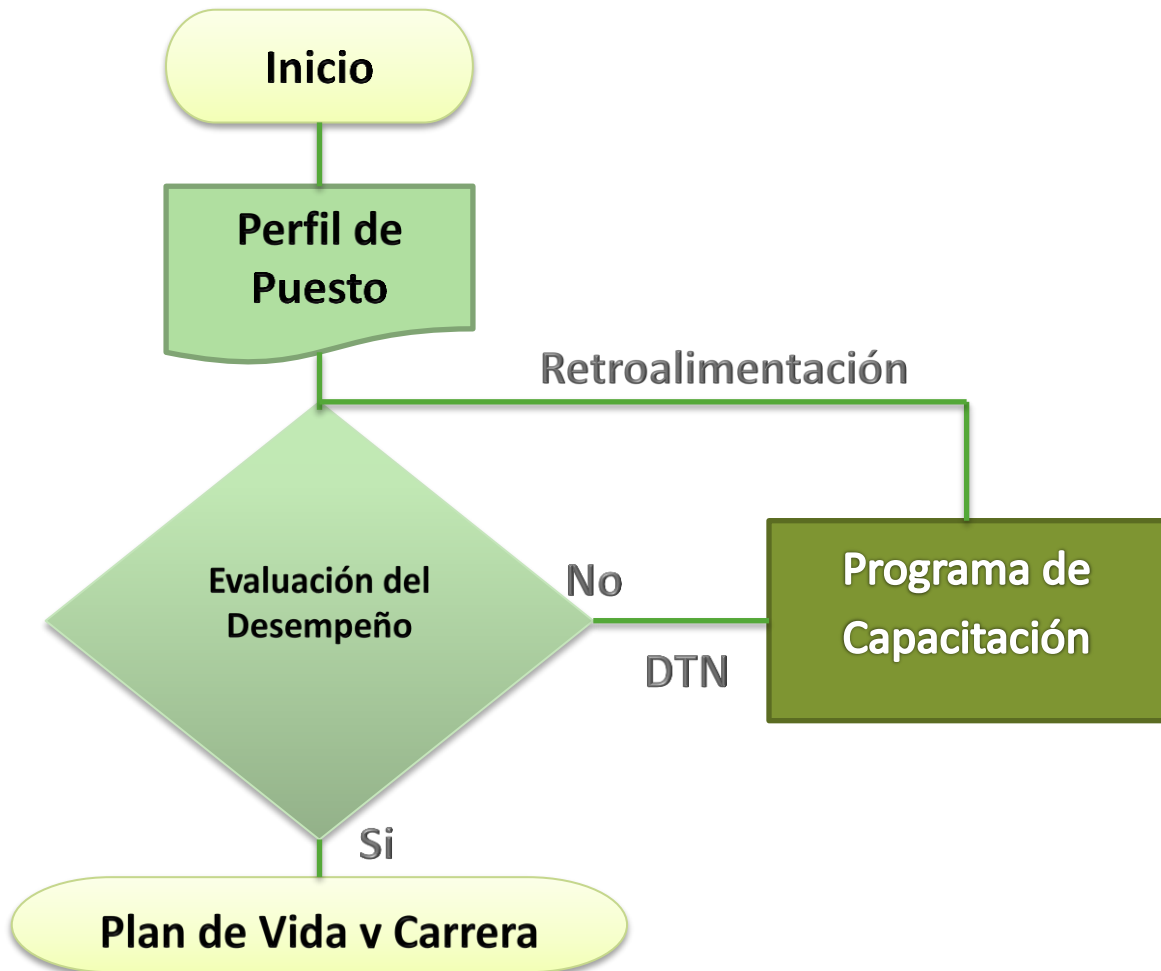 Inicio
Perfil de
Puesto
Retroalimentación
Evaluación del
Desempeño
No
DTN
Programa de
Capacitación
Si
Plan de Vida y Carrera